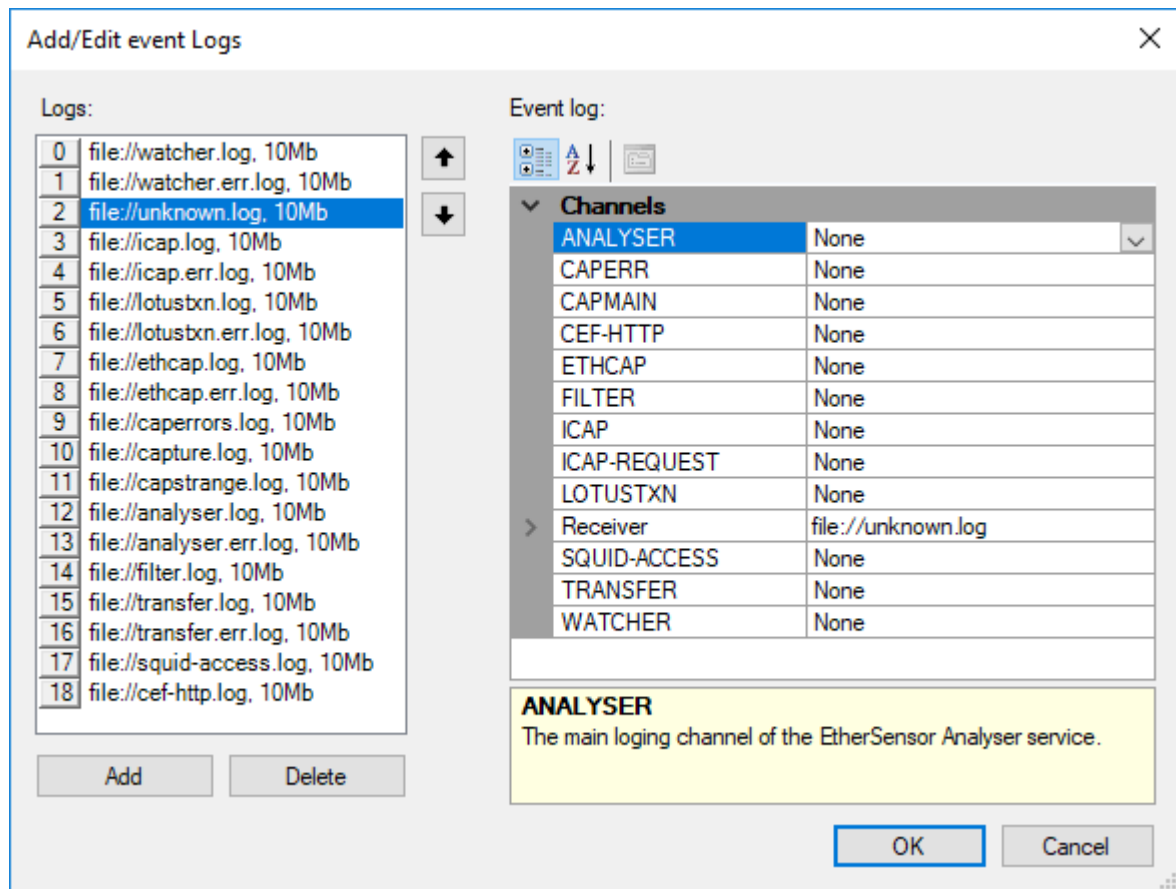 Add/Edit event Logs
Logs:
0 file://watcher.log, 10Mb
1 file://watcher.err.log, 10Mb
2 file://unknown.log, 10Mb
3 file://icap.log, 10Mb
4 file://icap.err.log, 10Mb
5 file://lotustxn.log, 10Mb
6 file://lotustxn.err.log, 10Mb
7 file://ethcap.log, 10Mb
8 file://ethcap.err.log, 10Mb
9 file://caperrors.log, 10Mb
10 file://capture.log, 10Mb
11 file://capstrange.log, 10Mb
12 file://analyser.log, 10Mb
13 file://analyser.err.log, 10Mb
14 file://filter.log, 10Mb
15 file://transfer.log, 10Mb
16 file://transfer.err.log, 10Mb
17 file://squid-access.log, 10Mb
18 file://cef-http.log, 10Mb
Add Delete
Event log:
A
Z
Channels
ANALYSER None
CAPERR None
CAPMAIN None
CEF-HTTP None
ETHCAP None
FILTER None
ICAP None
ICAP-REQUEST None
LOTUSTXN None
Receiver file://unknown.log
SQUID-ACCESS None
TRANSFER None
WATCHER None
ANALYSER
The main loging channel of the EtherSensor Analyser service.
OK Cancel